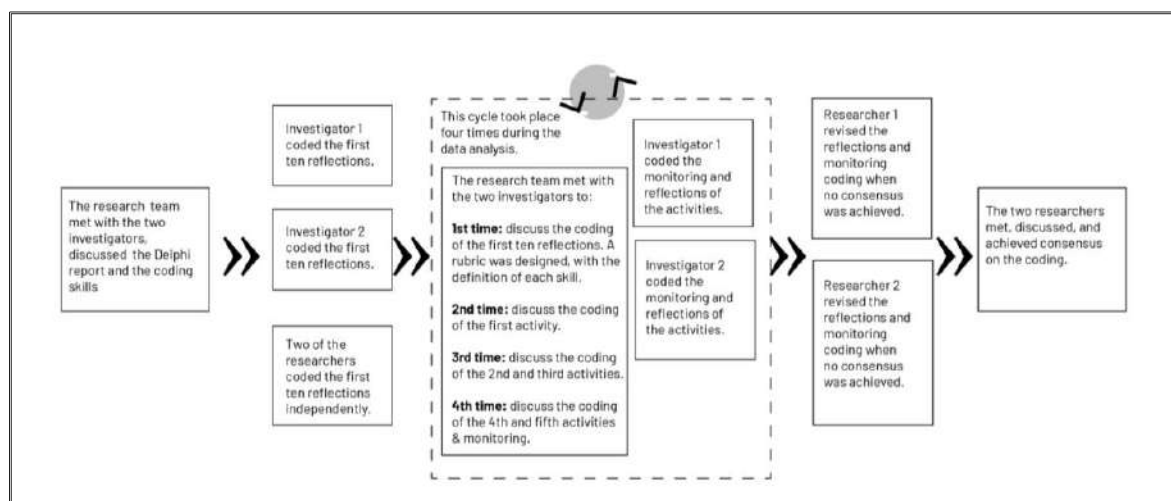 The research team
met with the two
investigators,
discussed the Delphi
report and the coding
skills
Investigator 1
coded the first
ten reflections.
Investigator 2
coded the first
ten reflections.
Two of the
researchers
coded the first
ten reflections
independently.
This cycle took place
four times during the
data analysis.
The research team met with
the two investigators to:
1st time: discuss the coding
of the first ten reflections. A
rubric was designed, with the
definition of each skill.
2nd time: discuss the coding
of the first activity.
3rd time: discuss the coding
of the 2nd and third activities.
4th time: discuss the coding
of the 4th and fifth activities
& monitoring.
Investigator 1
coded the
monitoring and
reflections of
the activities.
Investigator 2
coded the
monitoring and
reflections of
the activities.
Researcher 1
revised the
reflections and
monitoring
coding when
no consensus
was achieved.
Researcher 2
revised the
reflections and
monitoring
coding when
no consensus
was achieved.
The two researchers
met, discussed, and
achieved consensus
on the coding.